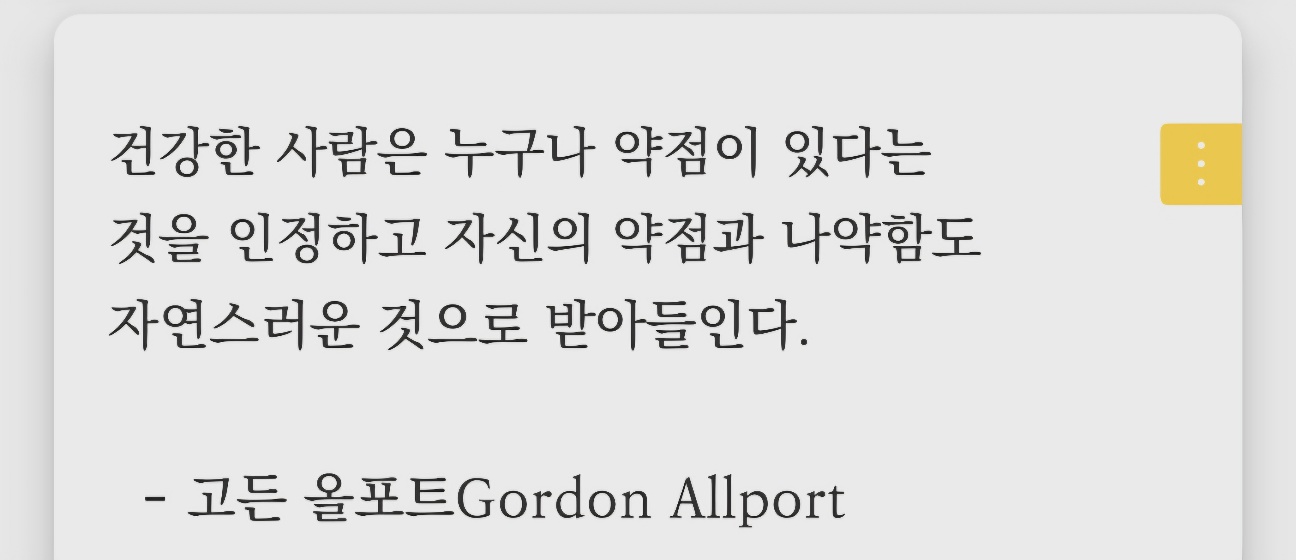 건강한 사람은 누구나 약점이 있다는
것을 인정하고 자신의 약점과 나약함도
자연스러운 것으로 받아들인다.
- 고든 올포트Gordon Allport